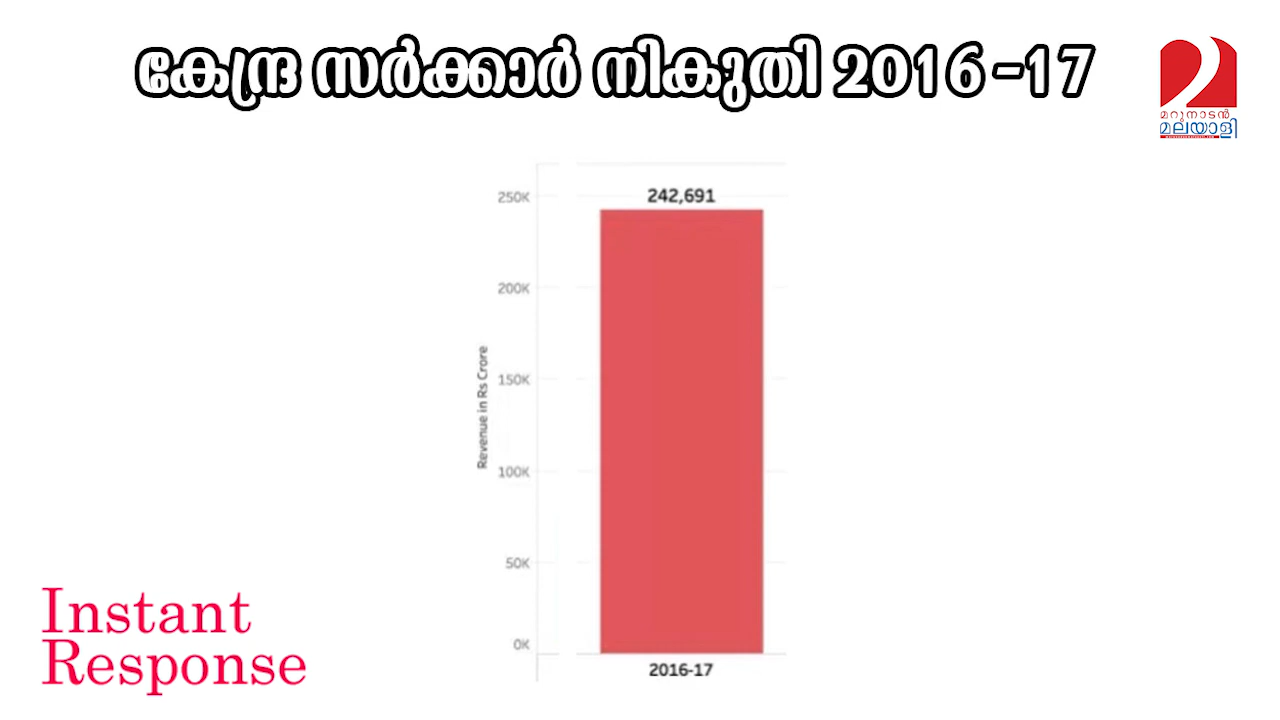 കേന്ദ്ര സർക്കാർ നികുതി 2016-17
മറുനാടൻ
മലയാളി
242,691
250K
200K
150K
100K
50K
0K
Revenue in Rs Crore
2016-17
Instant
Response